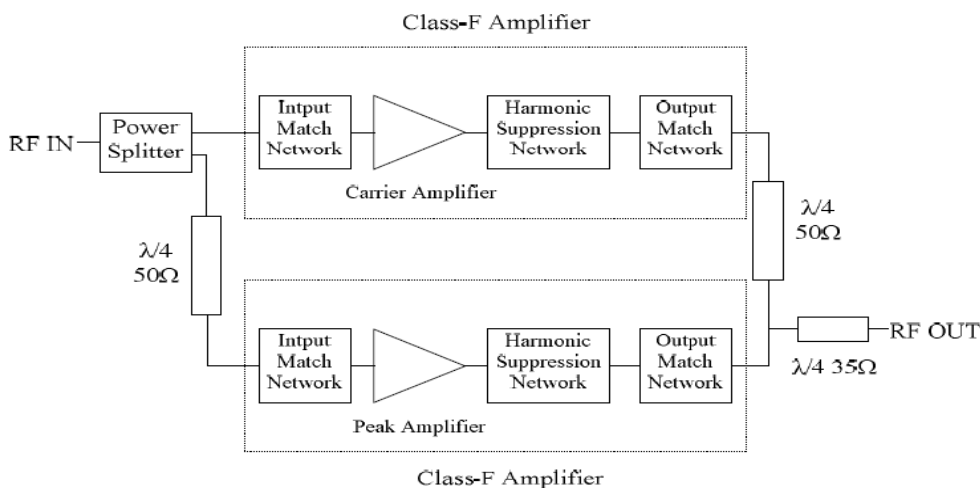 Class-F Amplifier
RF IN
Power
Splitter
Intput
Match
Network
Carrier Amplifier
Harmonic
Suppression
Network
Output
Match
Network
λ/4
50Ω
λ/4
50Ω
Intput
Match
Network
Peak Amplifier
Harmonic
Suppression
Network
Output
Match
Network
RF OUT
λ/4 35Ω
Class-F Amplifier